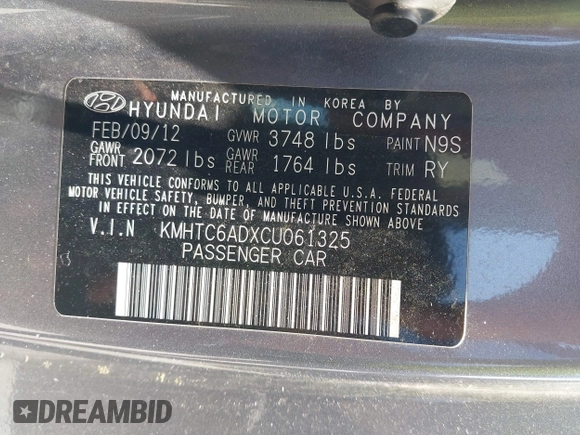 MANUFACTURED IN KOREA BY
HYUNDAI MOTOR COMPANY
FEB/09/12 GVWR 3748 lbs PAINT N9S
GAWR FRONT 2072 lbs GAWR REAR 1764 lbs TRIM RY
THIS VEHICLE CONFORMS TO ALL APPLICABLE U.S.A. FEDERAL
MOTOR VEHICLE SAFETY, BUMPER, AND THEFT PREVENTION STANDARDS
IN EFFECT ON THE DATE OF MANUFACTURE SHOWN ABOVE
V.I.N KMHTC6ADXCU061325
PASSENGER CAR
DREAMBID